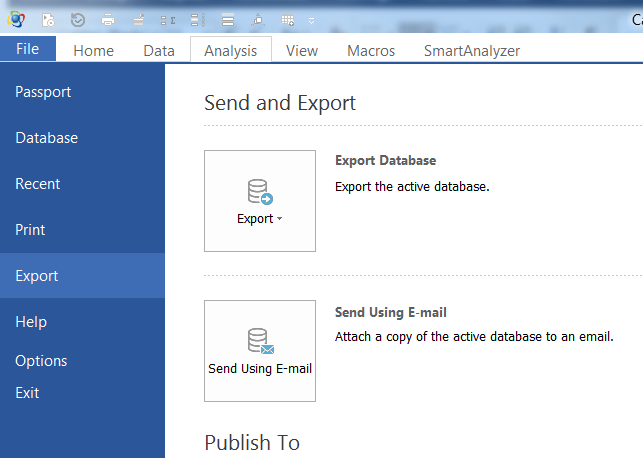 Ca
File Home Data Analysis View Macros SmartAnalyzer
Passport
Database
Recent
Print
Export
Help
Options
Exit
Send and Export
Export
Export Database
Export the active database.
Send Using E-mail
Send Using E-mail
Attach a copy of the active database to an email.
Publish To